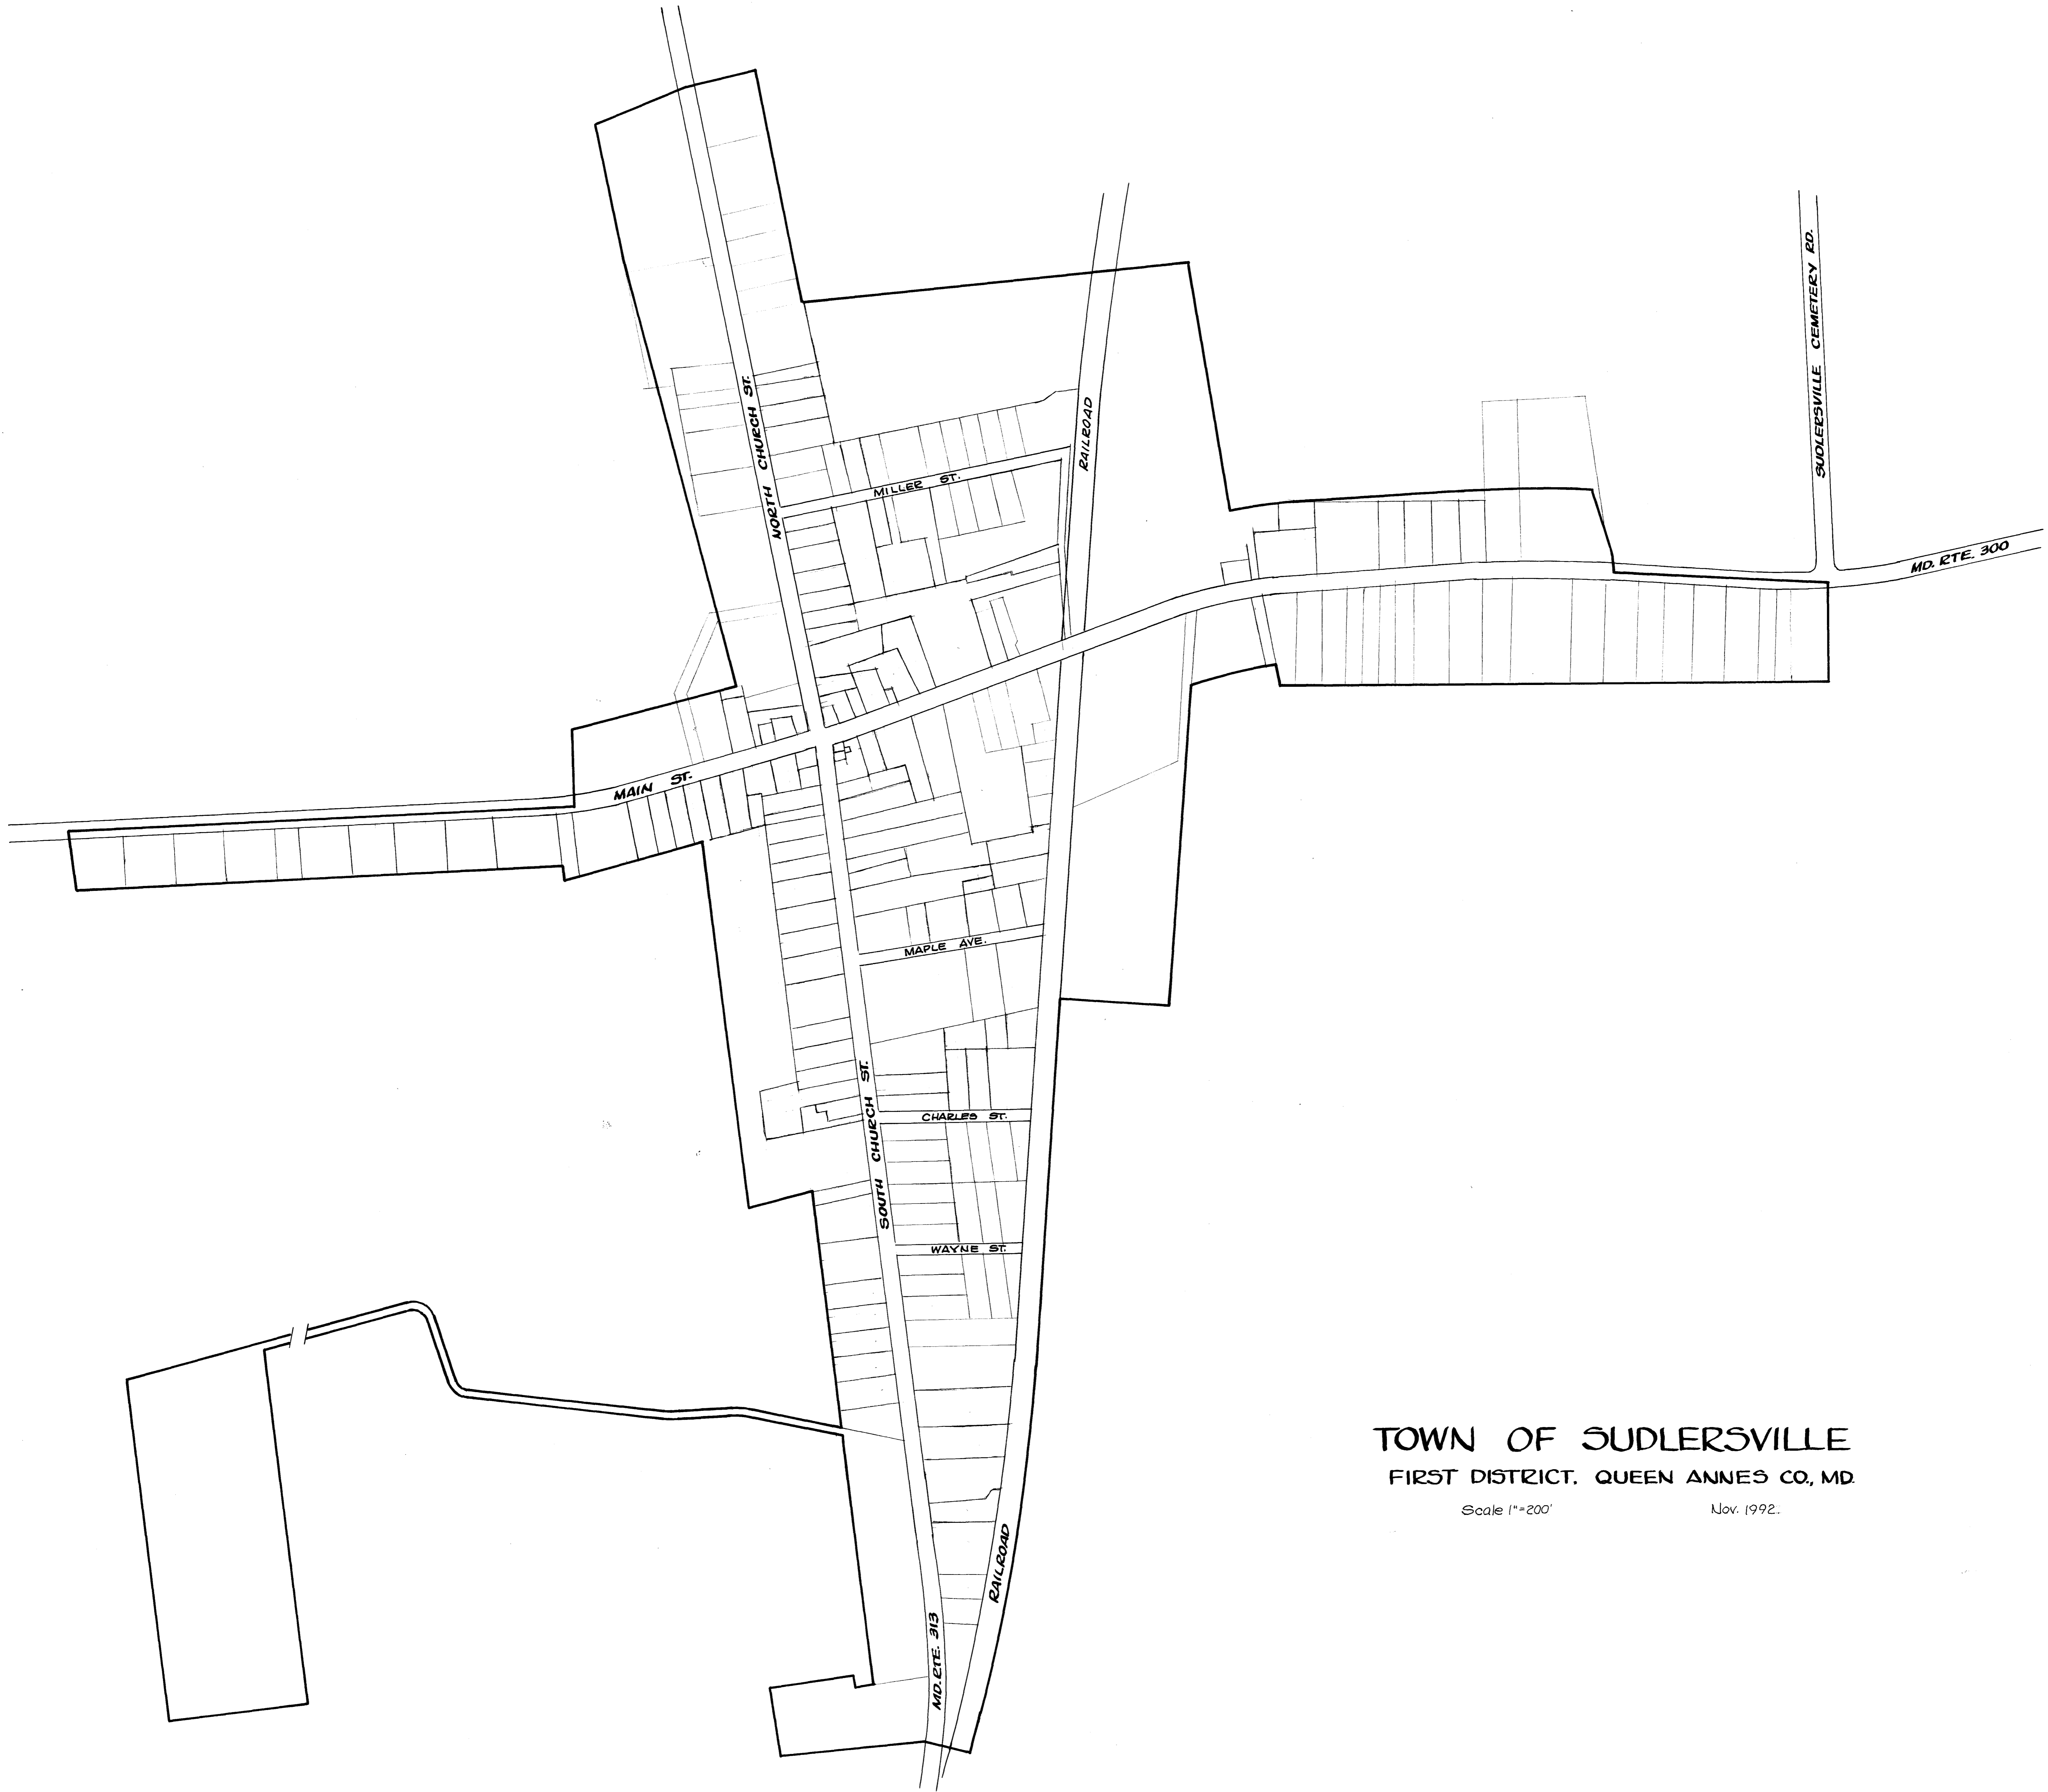 NORTH CHURCH ST.
RAILROAD
SUDLERSVILLE CEMETERY RD.
MILLER ST.
MD. RTE. 300
MAIN ST.
MAPLE AVE.
SOUTH CHURCH ST.
CHARLES ST.
WAYNE ST.
RAILROAD
MD. RTE. 313
TOWN OF SUDLERSVILLE
FIRST DISTRICT. QUEEN ANNES CO., MD.
Scale 1"=200' Nov. 1992.